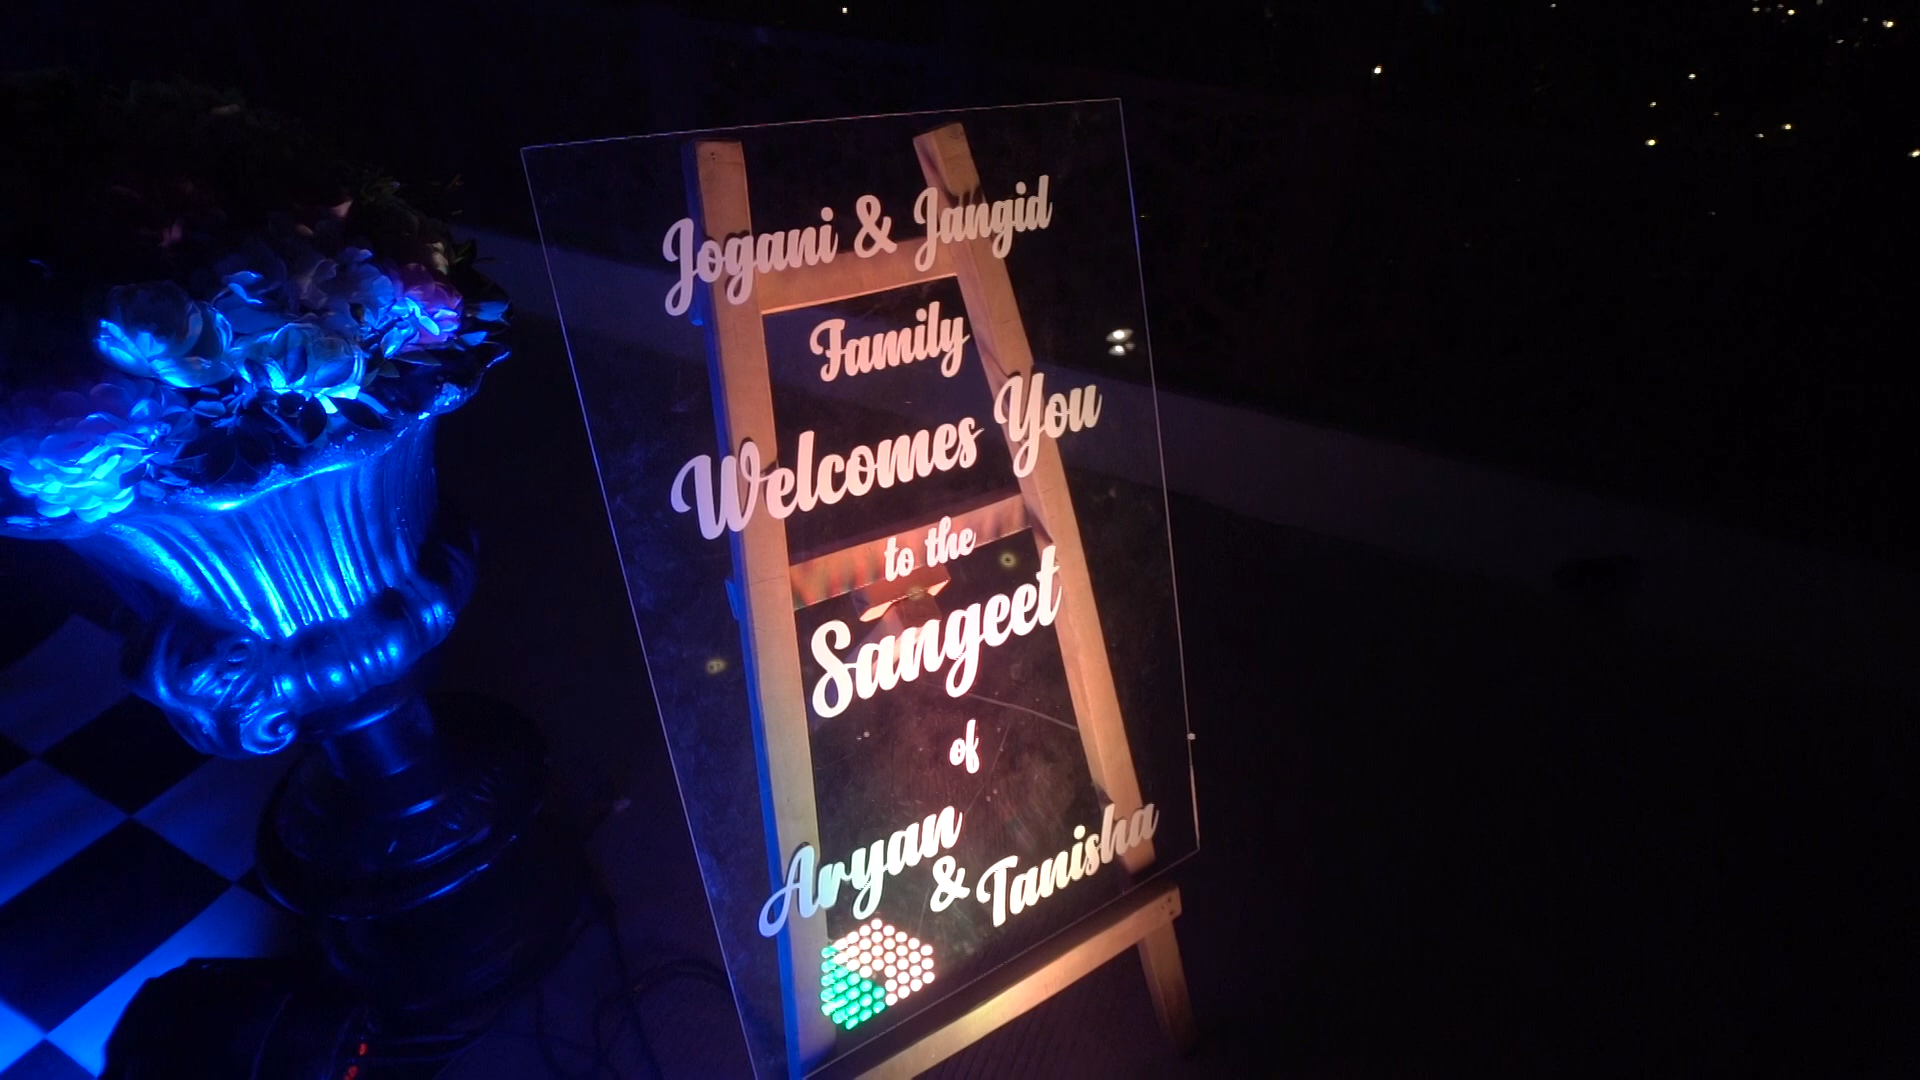 Jogani & Jangid
Family
Welcomes You
to the
Sangeet
of
Aryan
& Tanisha